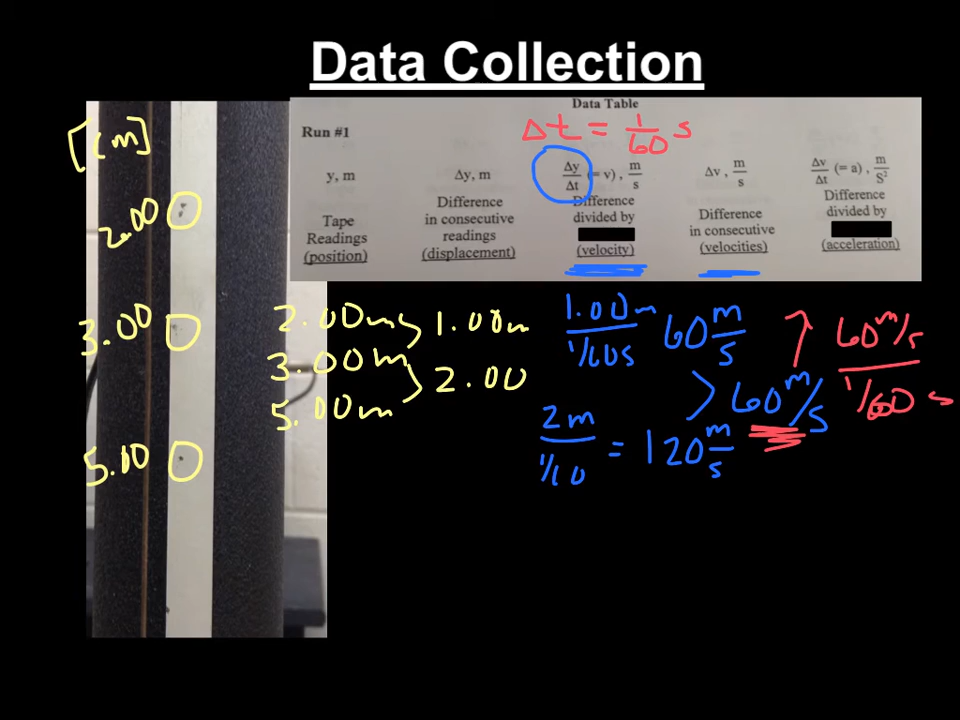 Data Collection
Data Table
Run #1
Δt = 1/60 s
y, m
Δy, m
Δy/Δt (= v) , m/s
Δv , m/s
Δv/Δt (= a) , m/S²
Tape
Readings
(position)
Difference
in consecutive
readings
(displacement)
Difference
divided by
(velocity)
Difference
in consecutive
(velocities)
Difference
divided by
(acceleration)
[(m]
2.00
3.00
5.00
2.00m
3.00m
5.00m
1.00m
2.00
1.00m / 1/60s
60 m/s
2m / 1/60 = 120 m/s
> 60 m/s
60 m/s / 1/60 s